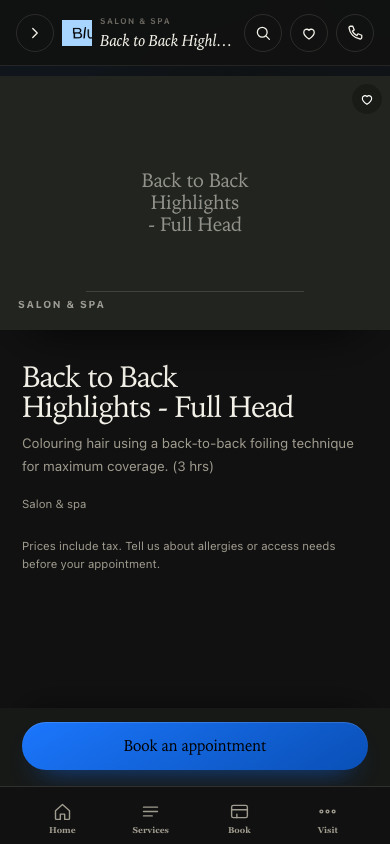 SALON & SPA
Back to Back Highl...
Back to Back
Highlights
- Full Head
SALON & SPA
Back to Back
Highlights - Full Head
Colouring hair using a back-to-back foiling technique
for maximum coverage. (3 hrs)
Salon & spa
Prices include tax. Tell us about allergies or access needs
before your appointment.
Book an appointment
Home
Services
Book
Visit